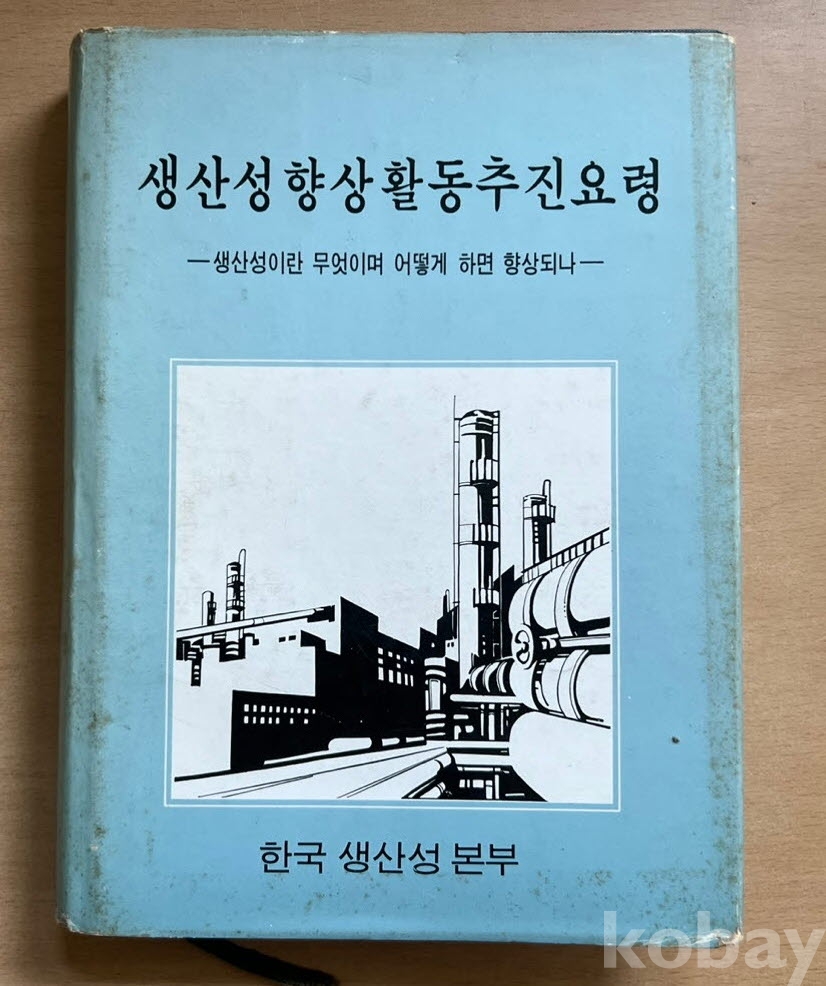 생산성향상활동추진요령
—생산성이란 무엇이며 어떻게 하면 향상되나—
한국 생산성 본부
kobay